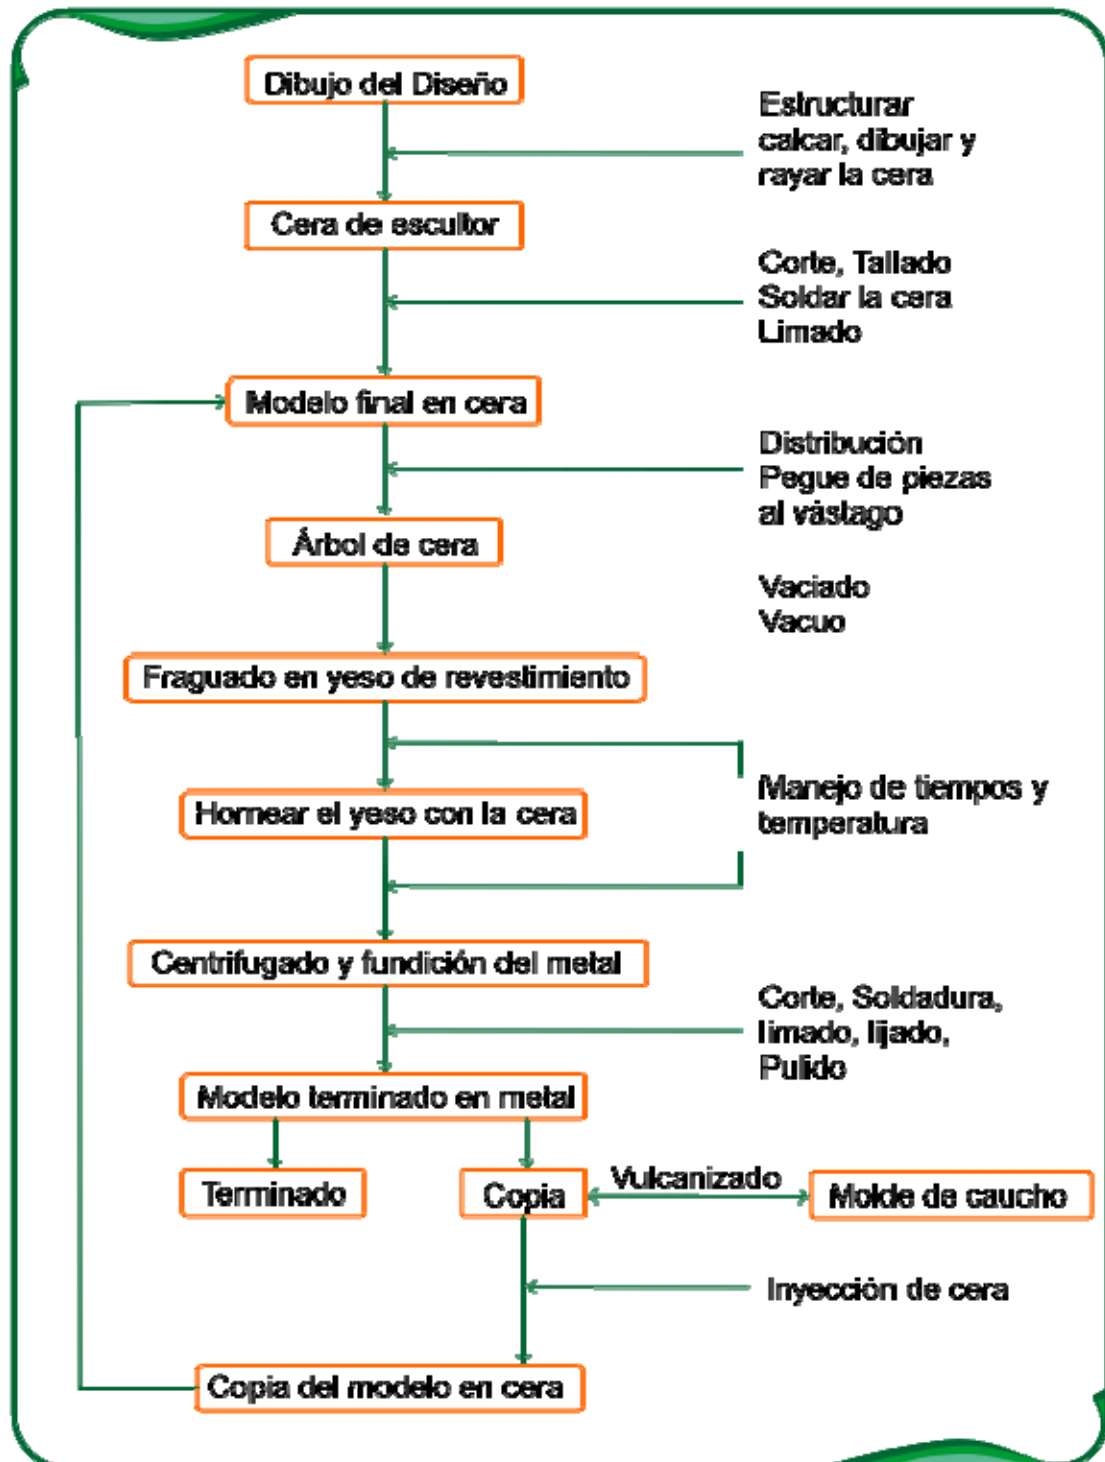 Dibujo del Diseño
Estructurar
calcar, dibujar y
rayar la cera
Cera de escultor
Corte, Tallado
Soldar la cera
Limado
Modelo final en cera
Distribución
Pegue de piezas
al vástago
Árbol de cera
Vaciado
Vacuo
Fraguado en yeso de revestimiento
Manejo de tiempos y
temperatura
Hornear el yeso con la cera
Centrifugado y fundición del metal
Corte, Soldadura,
limado, lijado,
Pulido
Modelo terminado en metal
Terminado
Copia
Vulcanizado
Molde de caucho
Inyección de cera
Copia del modelo en cera